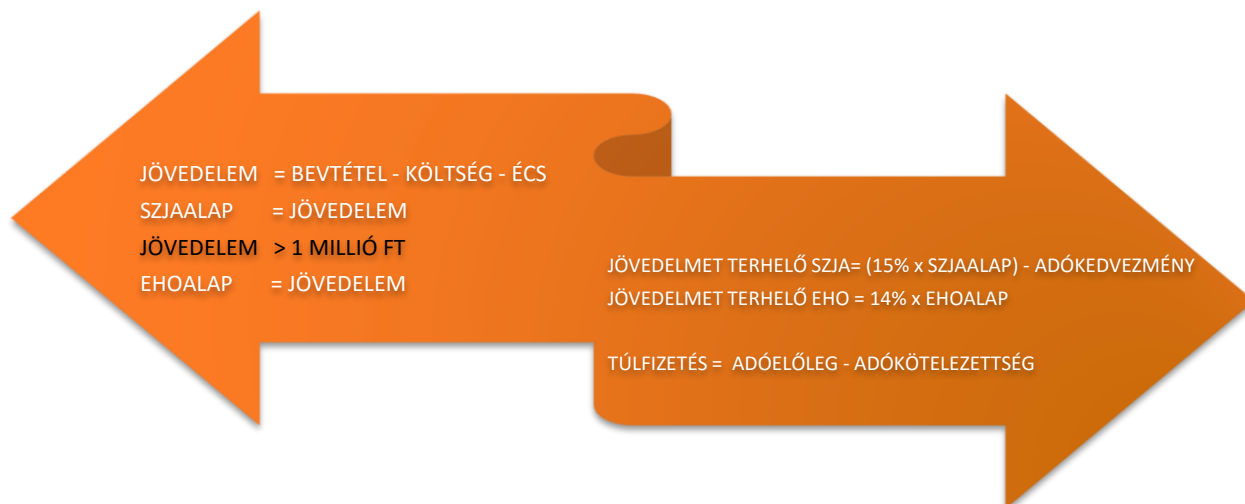 JÖVEDELEM = BEVTÉTEL - KÖLTSÉG - ÉCS
SZJAALAP = JÖVEDELEM
JÖVEDELEM > 1 MILLIÓ FT
EHOALAP = JÖVEDELEM
JÖVEDELMET TERHELŐ SZJA= (15% x SZJAALAP) - ADÓKEDVEZMÉNY
JÖVEDELMET TERHELŐ EHO = 14% x EHOALAP
TÚLFIZETÉS = ADÓELŐLEG - ADÓKÖTELEZETTSÉG